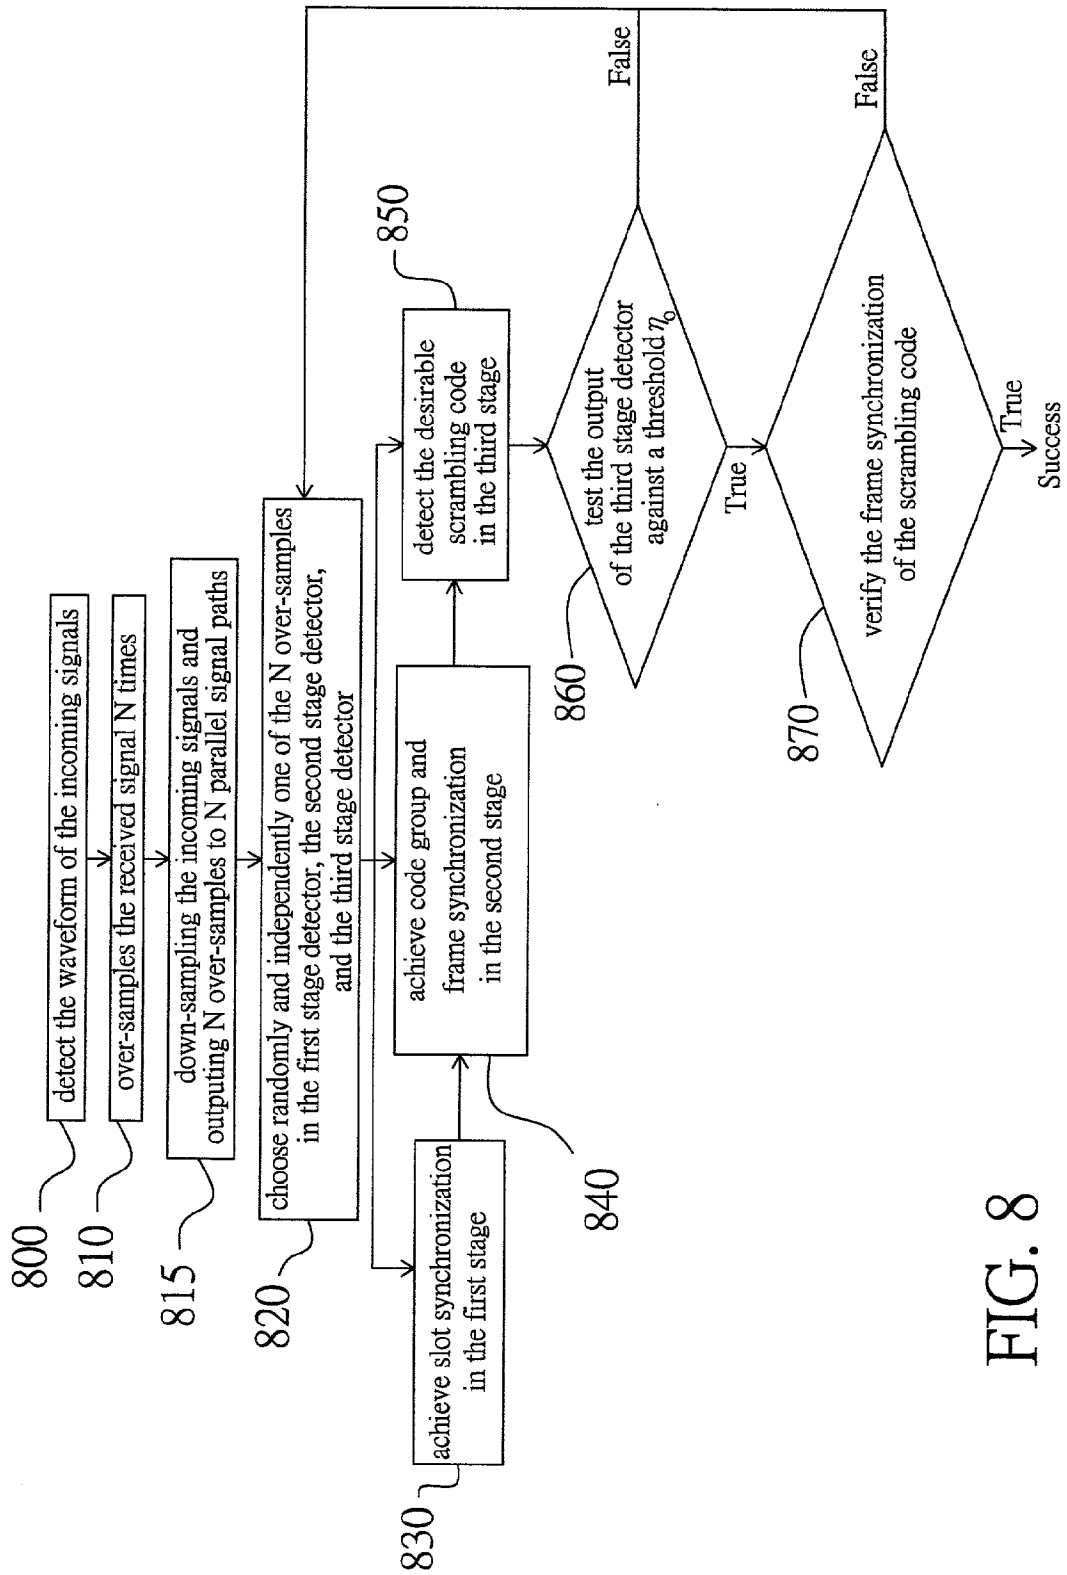 800
detect the waveform of the incoming signals
810
over-samples the received signal N times
815
down-sampling the incoming signals and
outputing N over-samples to N parallel signal paths
820
choose randomly and independently one of the N over-samples
in the first stage detector, the second stage detector,
and the third stage detector
830
achieve slot synchronization
in the first stage
840
achieve code group and
frame synchronization
in the second stage
850
detect the desirable
scrambling code
in the third stage
860
test the output
of the third stage detector
against a threshold η₀
False
True
870
verify the frame synchronization
of the scrambling code
False
True
Success
FIG. 8